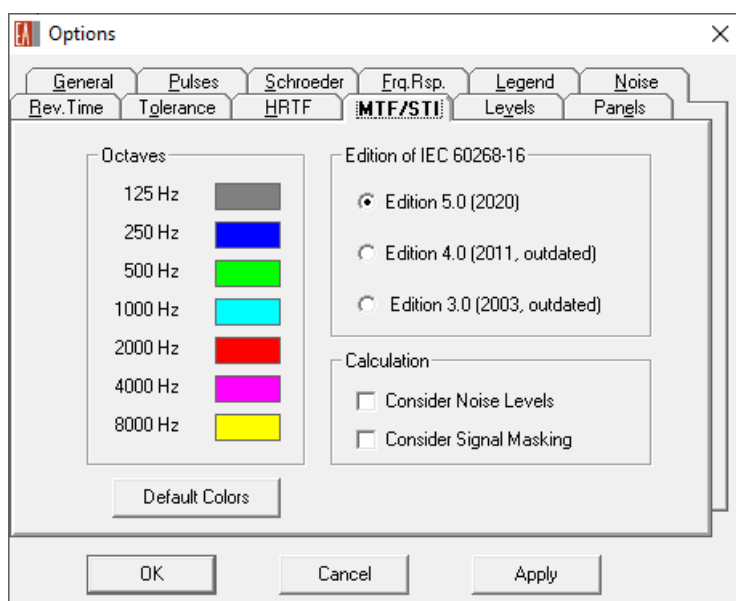 EA Options
General Pulses Schroeder Frq.Rsp. Legend Noise
Rev.Time Tolerance HRTF MTF/STI Levels Panels
Octaves
125 Hz
250 Hz
500 Hz
1000 Hz
2000 Hz
4000 Hz
8000 Hz
Default Colors
Edition of IEC 60268-16
Edition 5.0 (2020)
Edition 4.0 (2011, outdated)
Edition 3.0 (2003, outdated)
Calculation
Consider Noise Levels
Consider Signal Masking
OK Cancel Apply